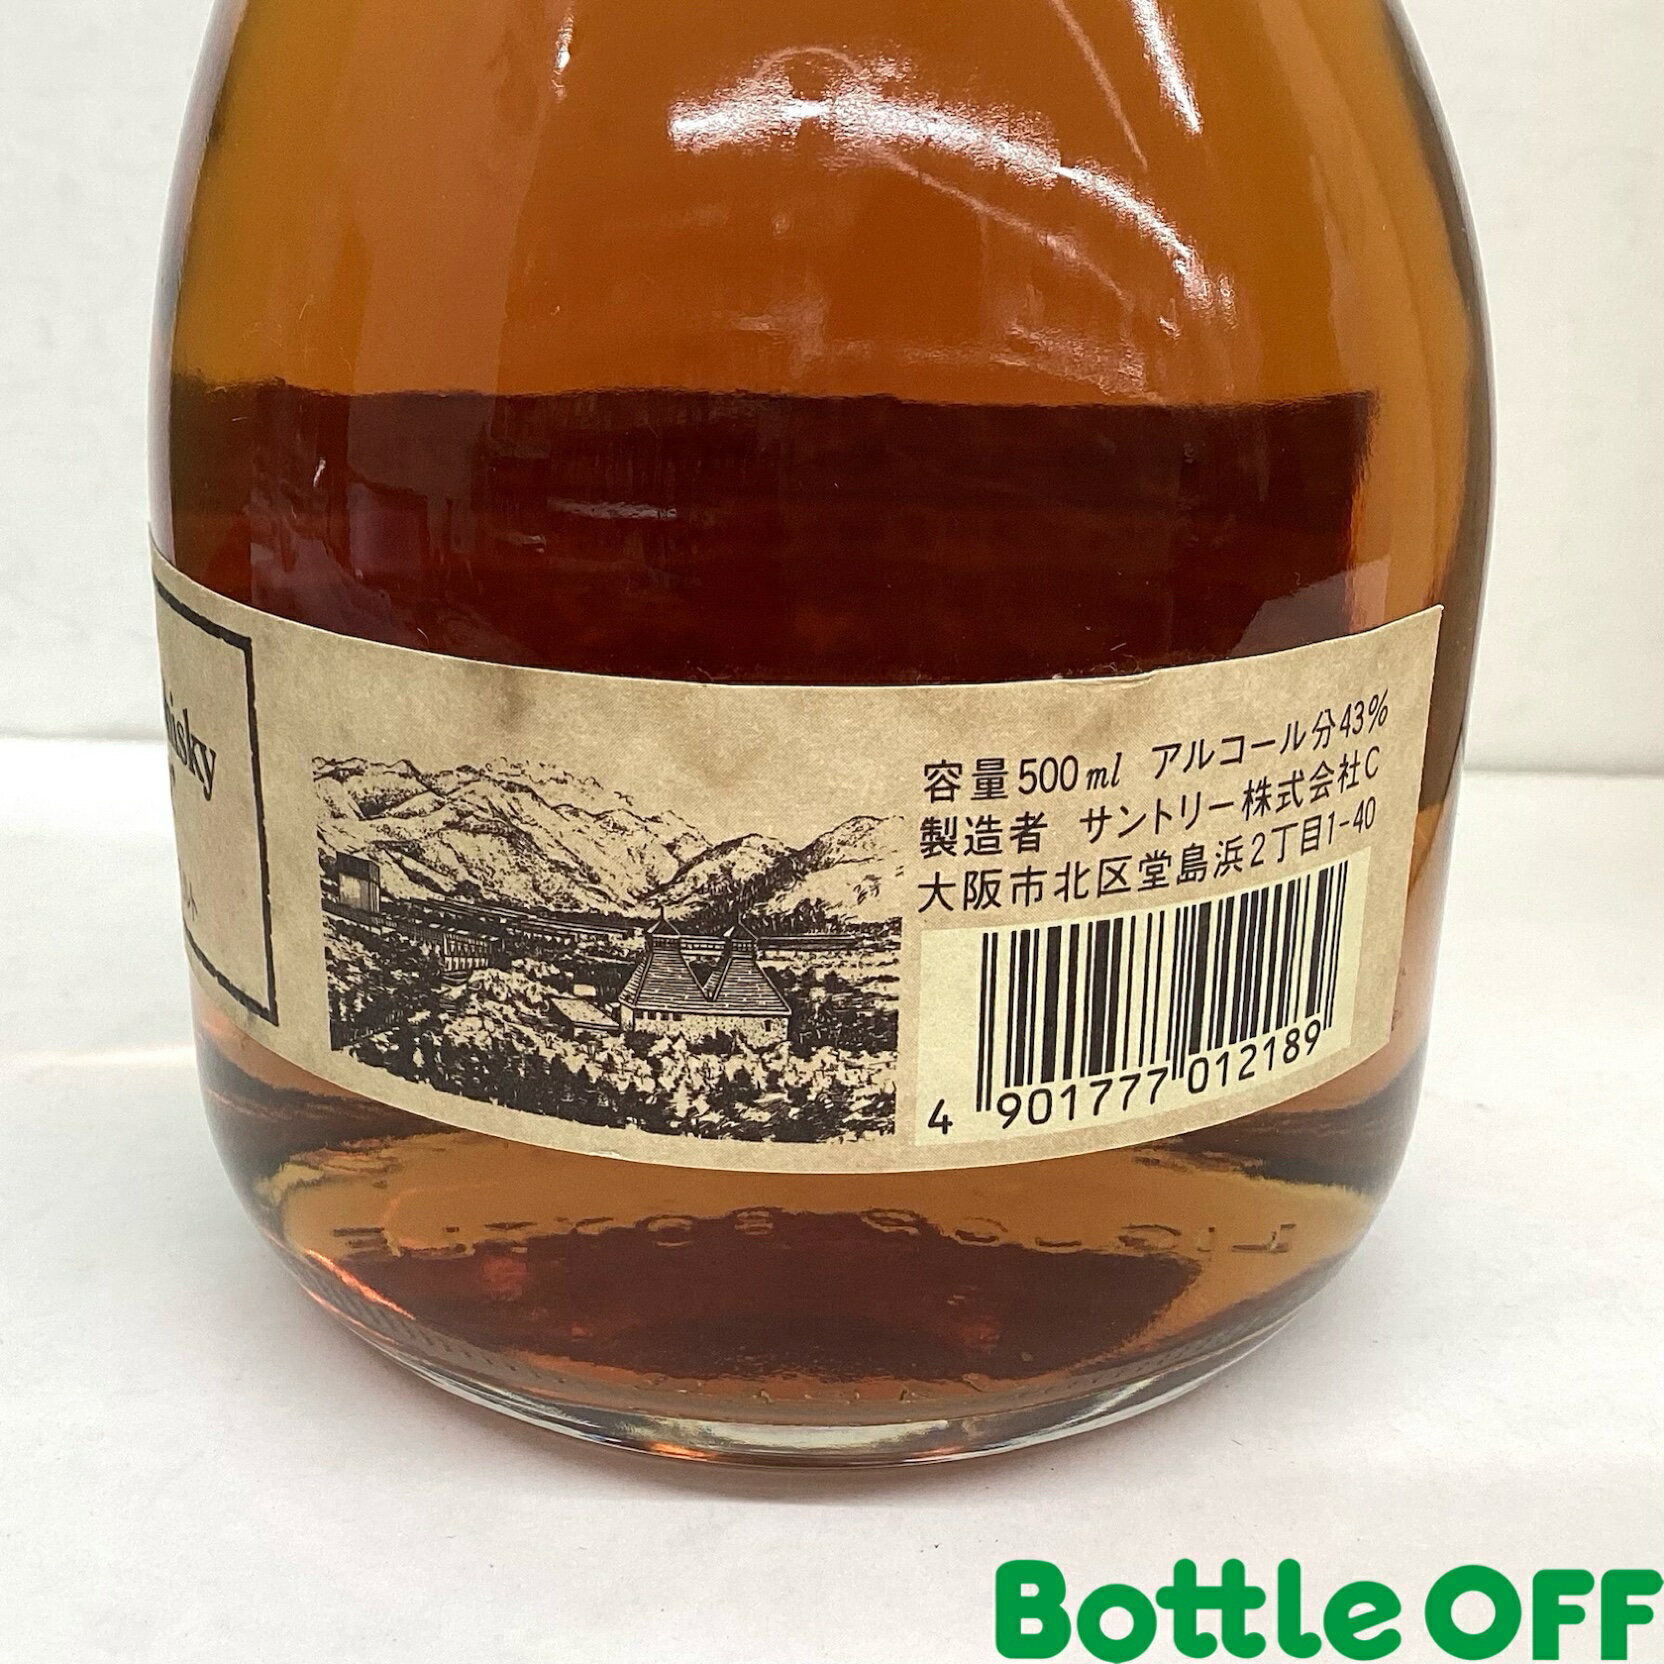 hisky
容量500ml アルコール分43%
製造者 サントリー株式会社C
大阪市北区堂島浜2丁目1-40
4 901777 012189
Bottle OFF